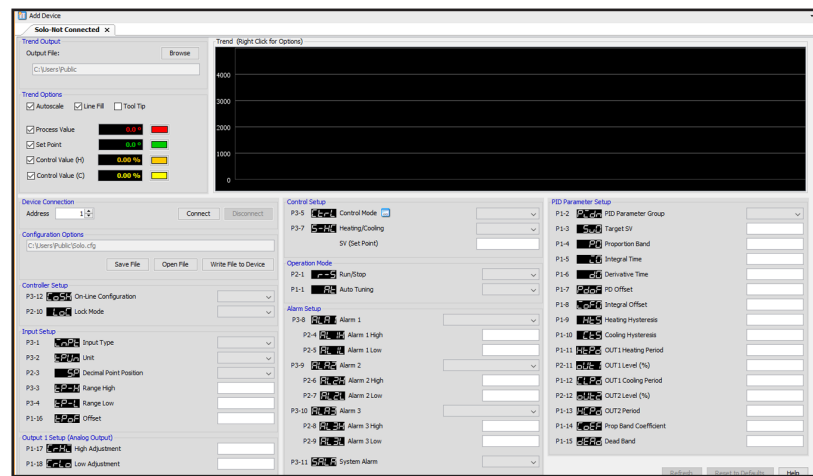 Add Device
Solo-Not Connected ×
Trend Output
Output File:
Browse
C:\Users\Public
Trend Options
Autoscale
Line Fill
Tool Tip
Process Value
0.0 º
Set Point
0.0 º
Control Value (H)
0.00 %
Control Value (C)
0.00 %
Trend (Right Click for Options)
5000
4000
3000
2000
1000
0
Device Connection
Address
1
Connect
Disconnect
Configuration Options
C:\Users\Public\Solo.cfg
Save File
Open File
Write File to Device
Controller Setup
P3-12 On-Line Configuration
P2-10 Lock Mode
Input Setup
P3-1 Input Type
P3-2 Unit
P2-3 Decimal Point Position
P3-3 Range High
P3-4 Range Low
P1-16 Offset
Output 1 Setup (Analog Output)
P1-17 High Adjustment
P1-18 Low Adjustment
Control Setup
P3-5 Control Mode
P3-7 Heating/Cooling
SV (Set Point)
Operation Mode
P2-1 Run/Stop
P1-1 Auto Tuning
Alarm Setup
P3-8 Alarm 1
P2-4 Alarm 1 High
P2-5 Alarm 1 Low
P3-9 Alarm 2
P2-6 Alarm 2 High
P2-7 Alarm 2 Low
P3-10 Alarm 3
P2-8 Alarm 3 High
P2-9 Alarm 3 Low
P3-11 System Alarm
PID Parameter Setup
P1-2 PID Parameter Group
P1-3 Target SV
P1-4 Proportion Band
P1-5 Integral Time
P1-6 Derivative Time
P1-7 PD Offset
P1-8 Integral Offset
P1-9 Heating Hysteresis
P1-10 Cooling Hysteresis
P1-11 OUT1 Heating Period
P2-11 OUT1 Level (%)
P1-12 OUT1 Cooling Period
P2-12 OUT2 Level (%)
P1-13 OUT2 Period
P1-14 Prop Band Coefficient
P1-15 Dead Band
Refresh
Reset to Defaults
Help